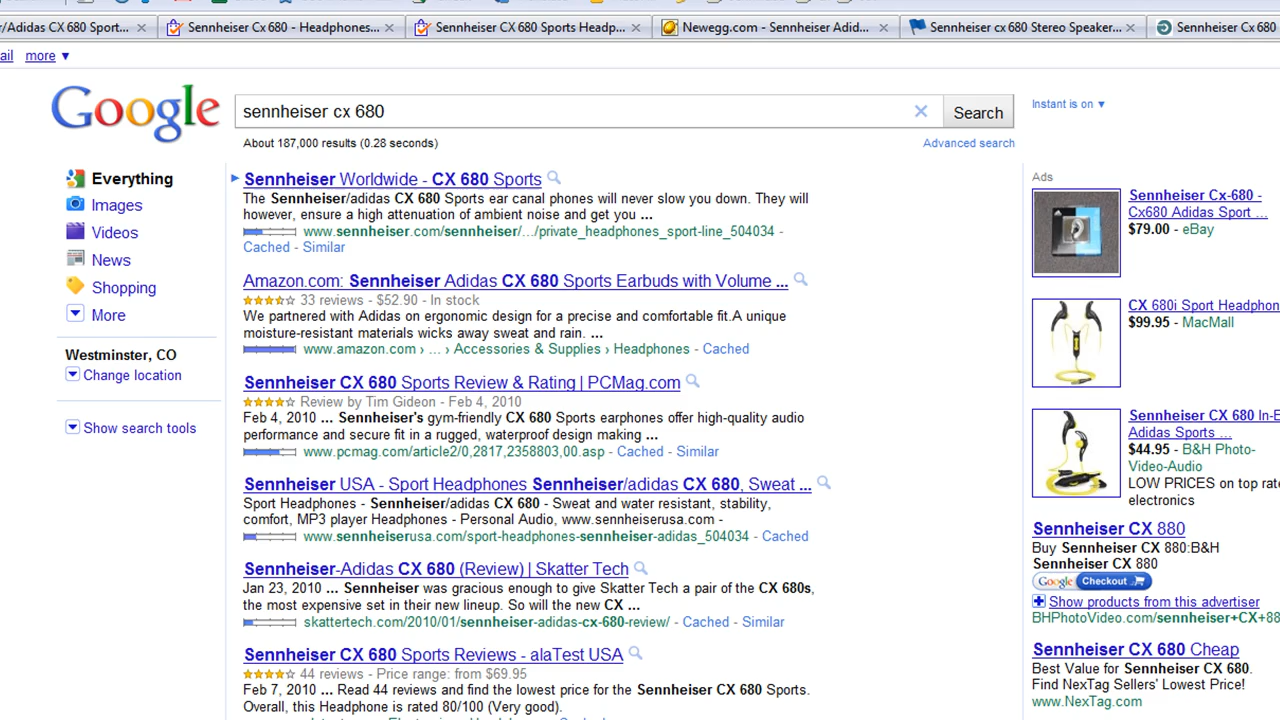 /Adidas CX 680 Sport...
Sennheiser Cx 680 - Headphones...
Sennheiser CX 680 Sports Headp...
Newegg.com - Sennheiser Adid...
Sennheiser cx 680 Stereo Speaker...
Sennheiser Cx 680
ail more ▼
Google
sennheiser cx 680
Search
Instant is on ▼
About 187,000 results (0.28 seconds)
Advanced search
Everything
Images
Videos
News
Shopping
More
Westminster, CO
Change location
Show search tools
Sennheiser Worldwide - CX 680 Sports
The Sennheiser/adidas CX 680 Sports ear canal phones will never slow you down. They will
however, ensure a high attenuation of ambient noise and get you ...
www.sennheiser.com/sennheiser/.../private_headphones_sport-line_504034 -
Cached - Similar
Amazon.com: Sennheiser Adidas CX 680 Sports Earbuds with Volume ...
33 reviews - $52.90 - In stock
We partnered with Adidas on ergonomic design for a precise and comfortable fit.A unique
moisture-resistant materials wicks away sweat and rain. ...
www.amazon.com › ... › Accessories & Supplies › Headphones - Cached
Sennheiser CX 680 Sports Review & Rating | PCMag.com
Review by Tim Gideon - Feb 4, 2010
Feb 4, 2010 ... Sennheiser's gym-friendly CX 680 Sports earphones offer high-quality audio
performance and secure fit in a rugged, waterproof design making ...
www.pcmag.com/article2/0,2817,2358803,00.asp - Cached - Similar
Sennheiser USA - Sport Headphones Sennheiser/adidas CX 680, Sweat ...
Sport Headphones - Sennheiser/adidas CX 680 - Sweat and water resistant, stability,
comfort, MP3 player Headphones - Personal Audio, www.sennheiserusa.com -
www.sennheiserusa.com/sport-headphones-sennheiser-adidas_504034 - Cached
Sennheiser-Adidas CX 680 (Review) | Skatter Tech
Jan 23, 2010 ... Sennheiser was gracious enough to give Skatter Tech a pair of the CX 680s,
the most expensive set in their new lineup. So will the new CX ...
skattertech.com/2010/01/sennheiser-adidas-cx-680-review/ - Cached - Similar
Sennheiser CX 680 Sports Reviews - alaTest USA
44 reviews - Price range: from $69.95
Feb 7, 2010 ... Read 44 reviews and find the lowest price for the Sennheiser CX 680 Sports.
Overall, this Headphone is rated 80/100 (Very good).
Ads
Sennheiser Cx-680 -
Cx680 Adidas Sport ...
$79.00 - eBay
CX 680i Sport Headphon
$99.95 - MacMall
Sennheiser CX 680 In-E
Adidas Sports ...
$44.95 - B&H Photo-
Video-Audio
LOW PRICES on top rate
electronics
Sennheiser CX 880
Buy Sennheiser CX 880:B&H
Sennheiser CX 880
Google Checkout
Show products from this advertiser
BHPhotoVideo.com/sennheiser+CX+88
Sennheiser CX 680 Cheap
Best Value for Sennheiser CX 680.
Find NexTag Sellers' Lowest Price!
www.NexTag.com